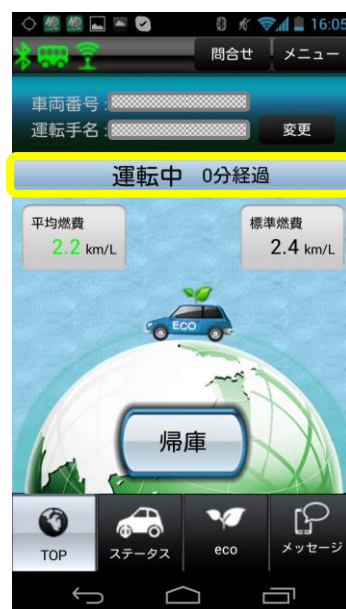 16:05
問合せ メニュー
車両番号:
運転手名: 変更
運転中 0分経過
平均燃費 標準燃費
2.2 km/L 2.4 km/L
ECO
帰庫
TOP ステータス eco メッセージ